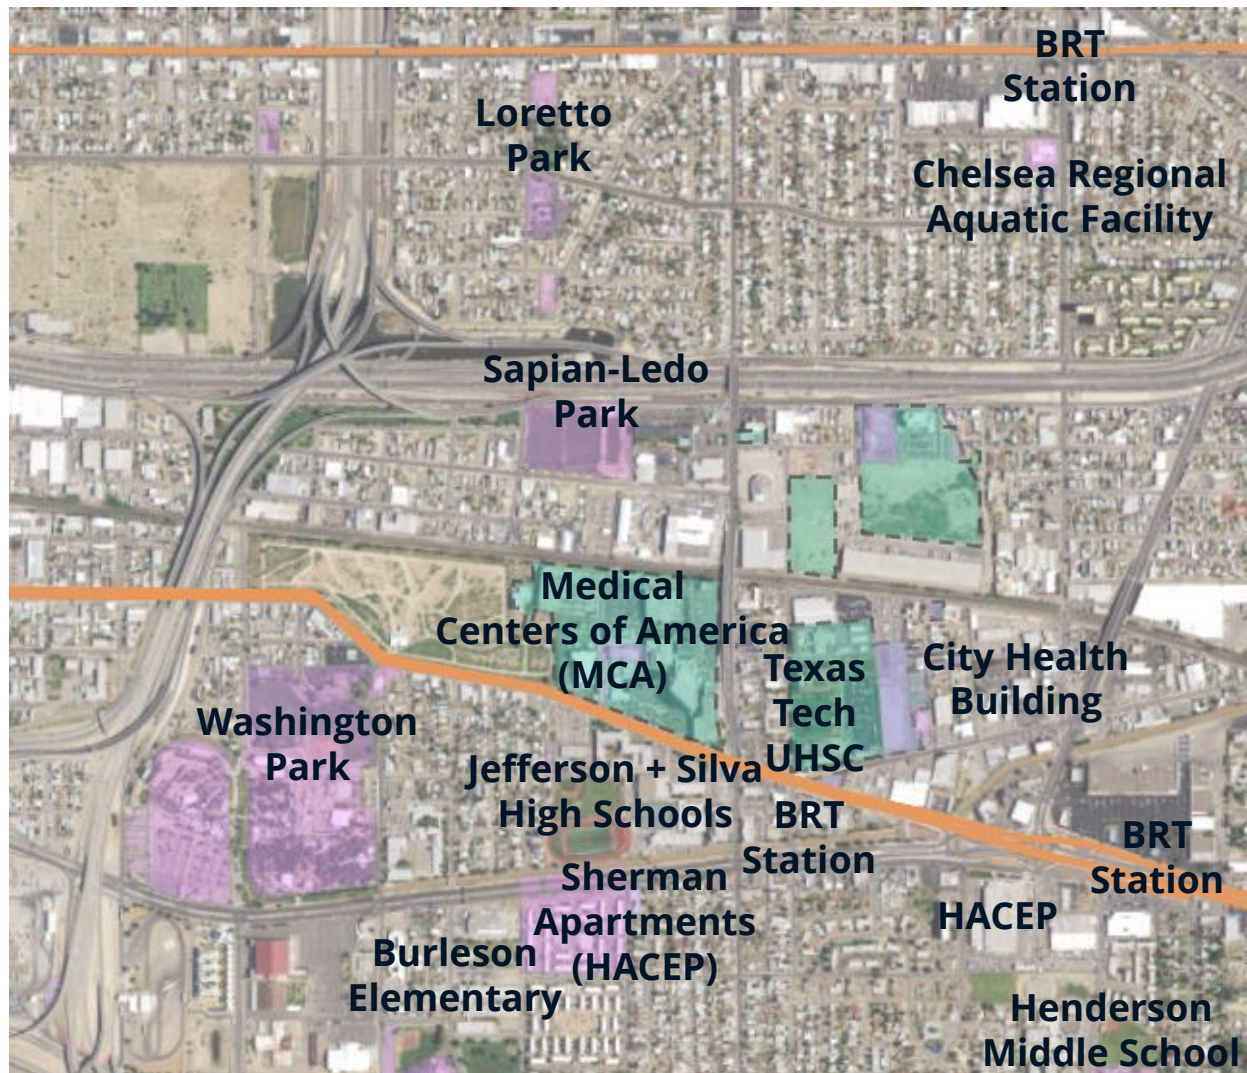 BRT
Station
Loretto
Park
Chelsea Regional
Aquatic Facility
Sapian-Ledo
Park
Medical
Centers of America
(MCA)
Texas
Tech
UHSC
City Health
Building
Washington
Park
Jefferson + Silva
High Schools
BRT
Station
BRT
Station
Sherman
Apartments
(HACEP)
HACEP
Burleson
Elementary
Henderson
Middle School